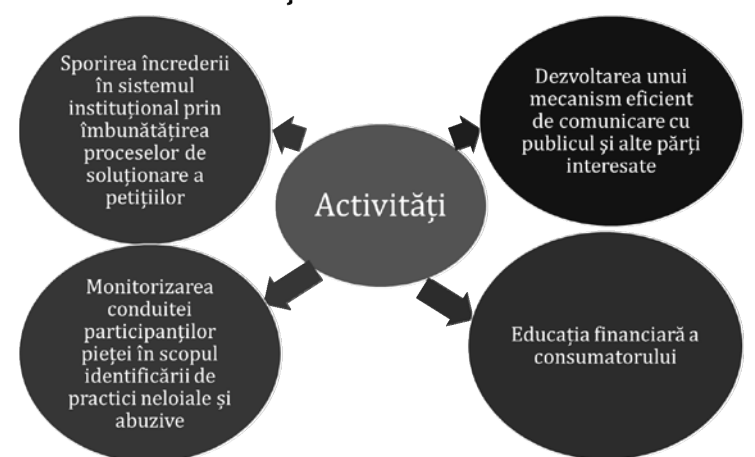 Sporirea încrederii
în sistemul
instituțional prin
îmbunătățirea
proceselor de
soluționare a
petițiilor
Dezvoltarea unui
mecanism eficient
de comunicare cu
publicul și alte părți
interesate
Activități
Monitorizarea
conduitei
participanților
pieței în scopul
identificării de
practici neloiale și
abuzive
Educația financiară a
consumatorului